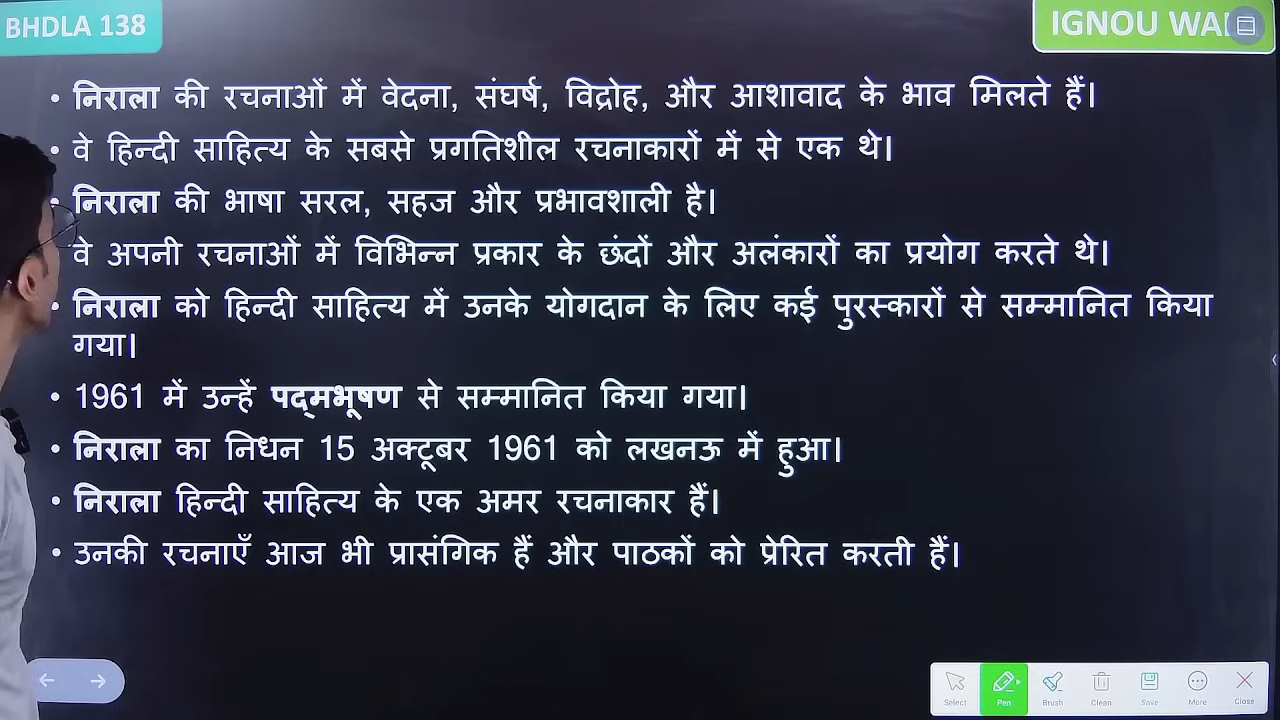 BHDLA 138
IGNOU WA
• निराला की रचनाओं में वेदना, संघर्ष, विद्रोह, और आशावाद के भाव मिलते हैं।
• वे हिन्दी साहित्य के सबसे प्रगतिशील रचनाकारों में से एक थे।
• निराला की भाषा सरल, सहज और प्रभावशाली है।
वे अपनी रचनाओं में विभिन्न प्रकार के छंदों और अलंकारों का प्रयोग करते थे।
• निराला को हिन्दी साहित्य में उनके योगदान के लिए कई पुरस्कारों से सम्मानित किया
गया।
• 1961 में उन्हें पद्मभूषण से सम्मानित किया गया।
• निराला का निधन 15 अक्टूबर 1961 को लखनऊ में हुआ।
• निराला हिन्दी साहित्य के एक अमर रचनाकार हैं।
• उनकी रचनाएँ आज भी प्रासंगिक हैं और पाठकों को प्रेरित करती हैं।
Select Pen Brush Clean Save More Close